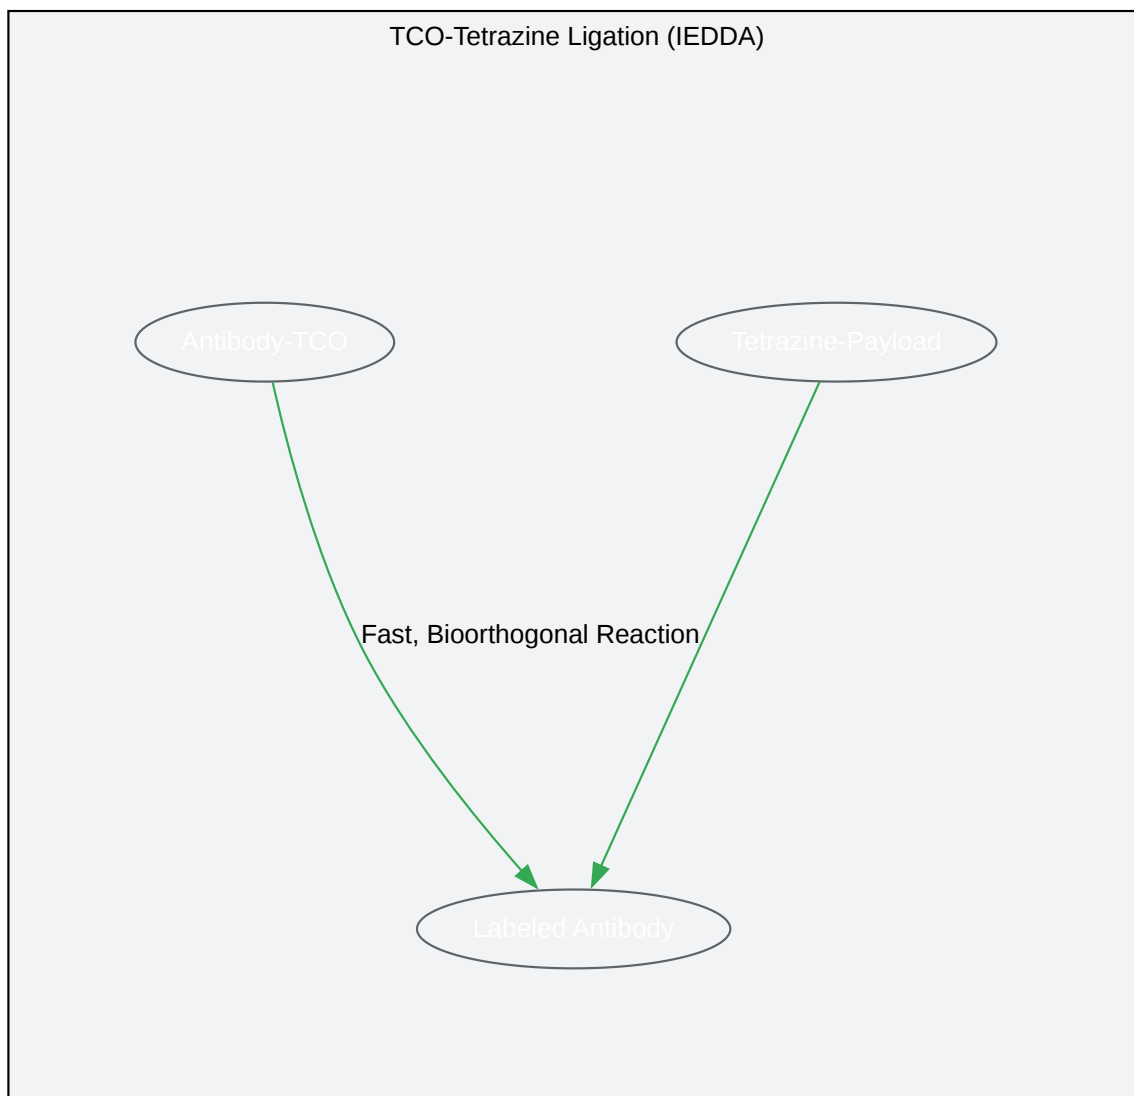 TCO-Tetrazine Ligation (IEDDA)
Antibody-TCO
Tetrazine-Payload
Fast, Bioorthogonal Reaction
Labeled Antibody